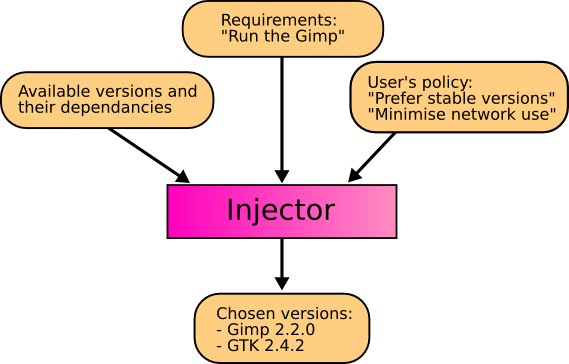 Requirements:
"Run the Gimp"
Available versions and
their dependancies
User's policy:
"Prefer stable versions"
"Minimise network use"
Injector
Chosen versions:
- Gimp 2.2.0
- GTK 2.4.2